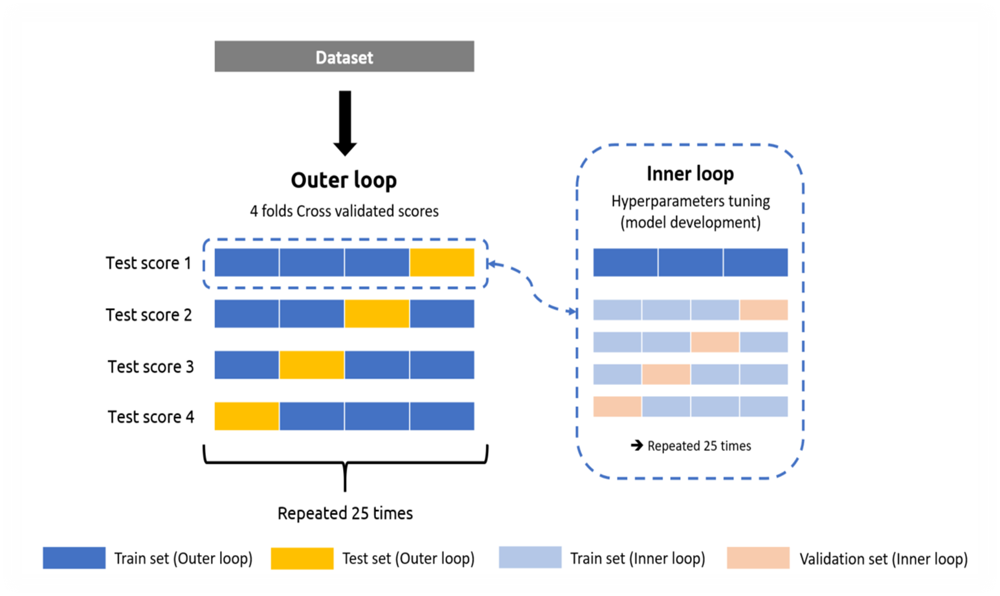 Dataset
Outer loop
4 folds Cross validated scores
Test score 1
Test score 2
Test score 3
Test score 4
Repeated 25 times
Inner loop
Hyperparameters tuning
(model development)
➔ Repeated 25 times
Train set (Outer loop)
Test set (Outer loop)
Train set (Inner loop)
Validation set (Inner loop)